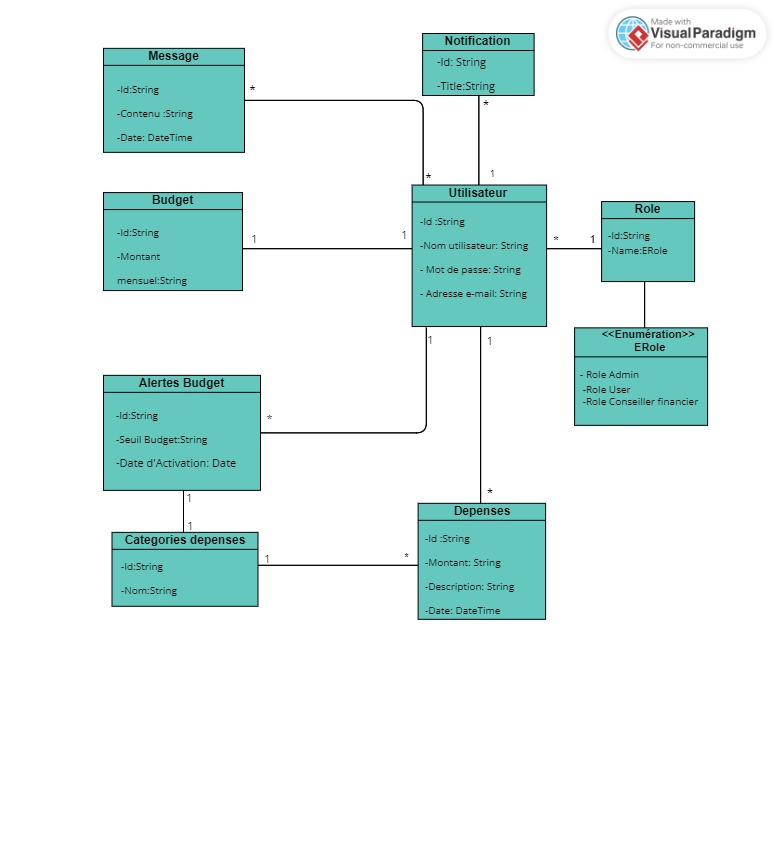 Made with
Visual Paradigm
For non-commercial use
Message
-Id:String
-Contenu :String
-Date: DateTime
*
*
Notification
-Id: String
-Title:String
*
1
Budget
-Id:String
-Montant
mensuel:String
1
1
Utilisateur
-Id :String
-Nom utilisateur: String
- Mot de passe: String
- Adresse e-mail: String
*
1
Role
-Id:String
-Name:ERole
<<Enumération>>
ERole
- Role Admin
-Role User
-Role Conseiller financier
1
1
Alertes Budget
-Id:String
-Seuil Budget:String
-Date d'Activation: Date
*
1
1
*
Categories depenses
-Id:String
-Nom:String
1
*
Depenses
-Id :String
-Montant: String
-Description: String
-Date: DateTime